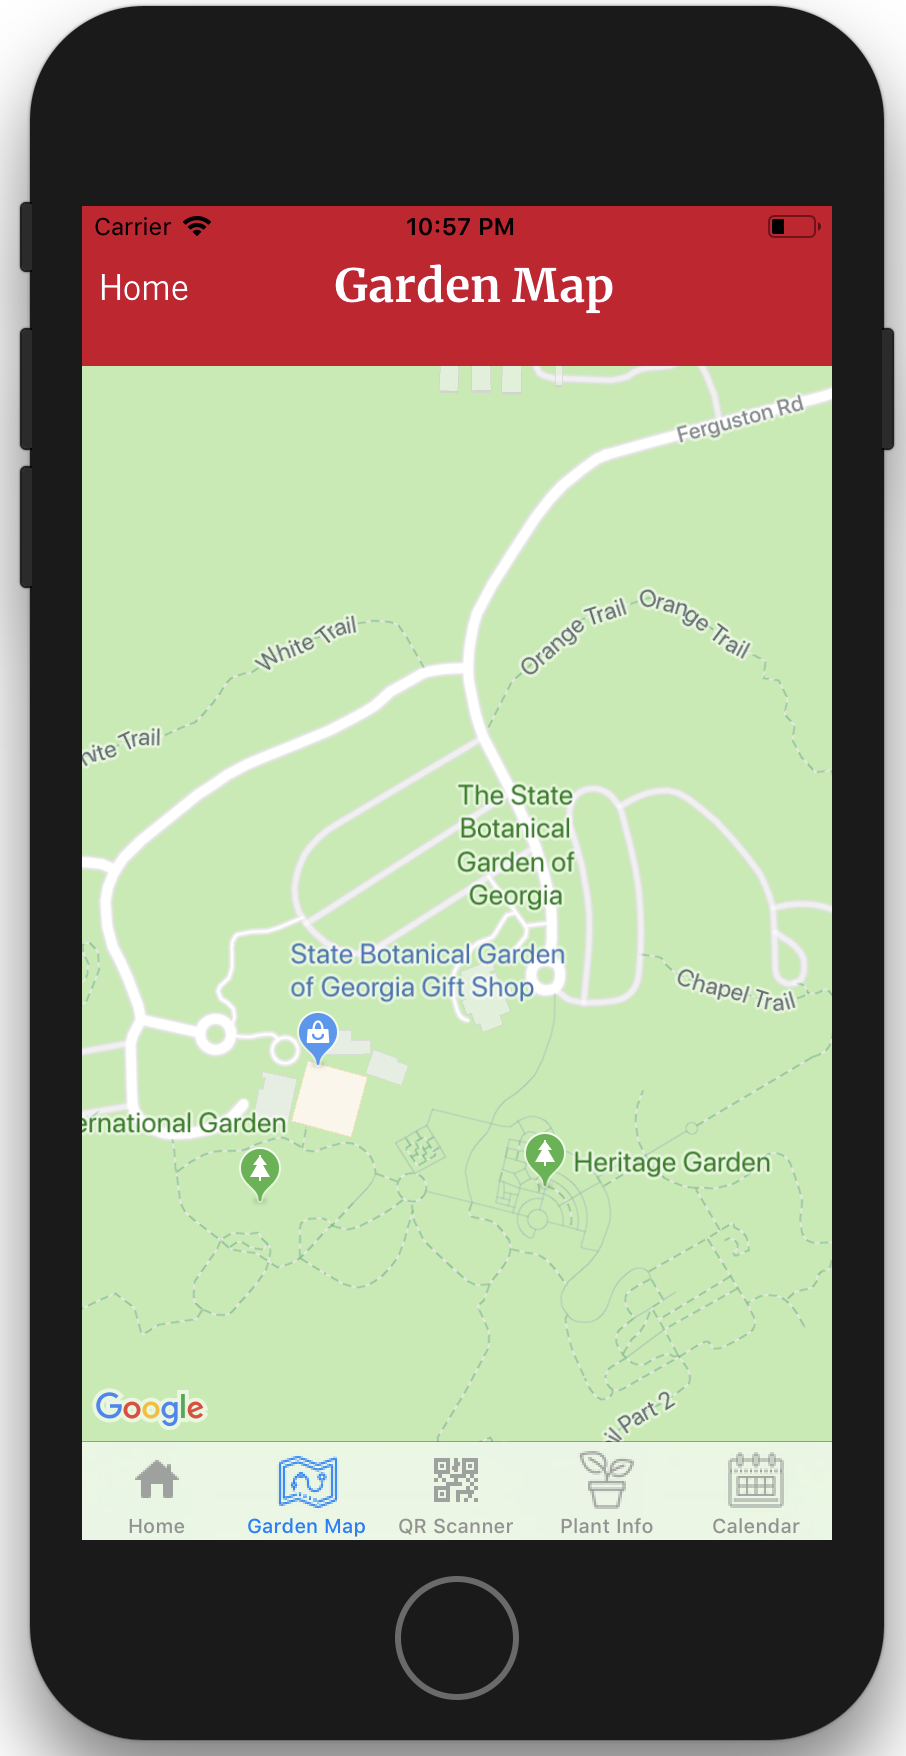 Carrier
10:57 PM
Home
Garden Map
Ferguston Rd
Orange Trail
Orange Trail
White Trail
Trail
The State
Botanical
Garden of
Georgia
State Botanical Garden
of Georgia Gift Shop
Chapel Trail
Garden
Heritage Garden
Part 2
Google
Home
Garden Map
QR Scanner
Plant Info
Calendar